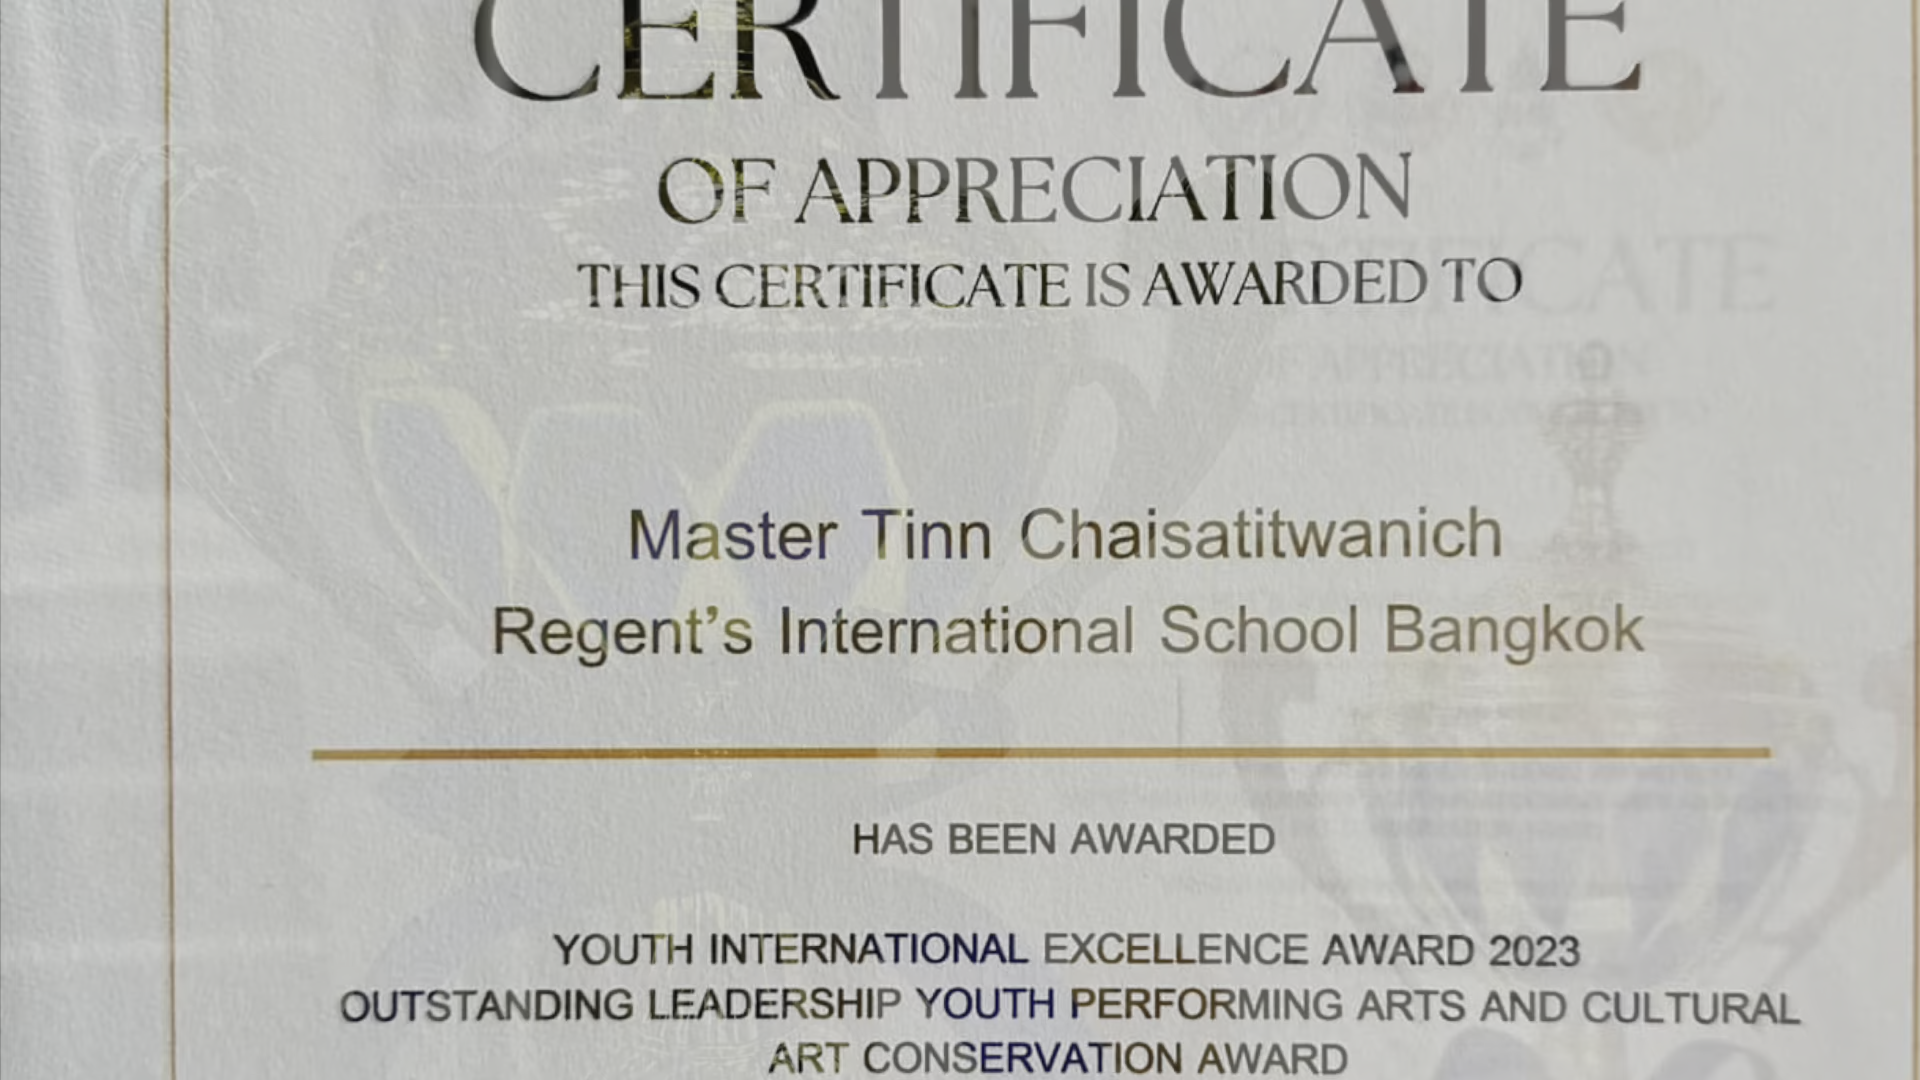 CERTIFICATE
OF APPRECIATION
THIS CERTIFICATE IS AWARDED TO
Master Tinn Chaisatitwanich
Regent’s International School Bangkok
HAS BEEN AWARDED
YOUTH INTERNATIONAL EXCELLENCE AWARD 2023
OUTSTANDING LEADERSHIP YOUTH PERFORMING ARTS AND CULTURAL
ART CONSERVATION AWARD